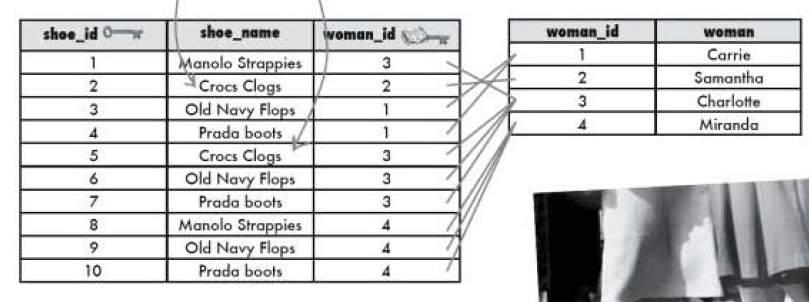 shoe_id shoe_name woman_id
1 Manolo Strappies 3
2 Crocs Clogs 2
3 Old Navy Flops 1
4 Prada boots 1
5 Crocs Clogs 3
6 Old Navy Flops 3
7 Prada boots 3
8 Manolo Strappies 4
9 Old Navy Flops 4
10 Prada boots 4
woman_id woman
1 Carrie
2 Samantha
3 Charlotte
4 Miranda